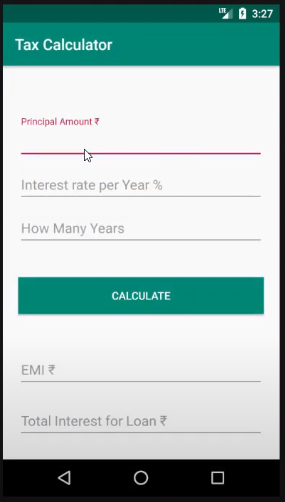 LTE 3:27
Tax Calculator
Principal Amount ₹
Interest rate per Year %
How Many Years
CALCULATE
EMI ₹
Total Interest for Loan ₹